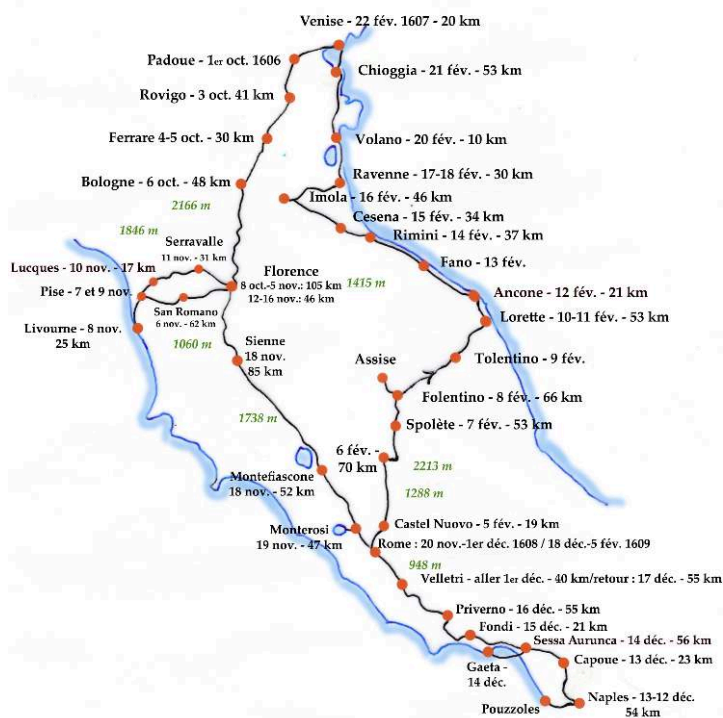 Venise - 22 fév. 1607 - 20 km
Padoue - 1er oct. 1606
Chioggia - 21 fév. - 53 km
Rovigo - 3 oct. 41 km
Ferrare 4-5 oct. - 30 km
Volano - 20 fév. - 10 km
Ravenne - 17-18 fév. - 30 km
Bologne - 6 oct. - 48 km
Imola - 16 fév. - 46 km
2166 m
Cesena - 15 fév. - 34 km
1846 m
Rimini - 14 fév. - 37 km
Serravalle
11 nov. - 31 km
Fano - 13 fév.
Lucques - 10 nov. - 17 km
Florence
8 oct.-5 nov.: 105 km
12-16 nov.: 46 km
1415 m
Pise - 7 et 9 nov.
Ancone - 12 fév. - 21 km
San Romano
6 nov. - 62 km
Lorette - 10-11 fév. - 53 km
Livourne - 8 nov.
25 km
1060 m
Sienne
18 nov.
85 km
Assise
Tolentino - 9 fév.
Folentino - 8 fév. - 66 km
1738 m
Spolète - 7 fév. - 53 km
6 fév. -
70 km
2213 m
Montefiascone
18 nov. - 52 km
1288 m
Monterosi
19 nov. - 47 km
Castel Nuovo - 5 fév. - 19 km
Rome : 20 nov.-1er déc. 1608 / 18 déc.-5 fév. 1609
948 m
Velletri - aller 1er déc. - 40 km/retour : 17 déc. - 55 km
Priverno - 16 déc. - 55 km
Fondi - 15 déc. - 21 km
Sessa Aurunca - 14 déc. - 56 km
Gaeta -
14 déc.
Capoue - 13 déc. - 23 km
Pouzzoles
Naples - 13-12 déc.
54 km